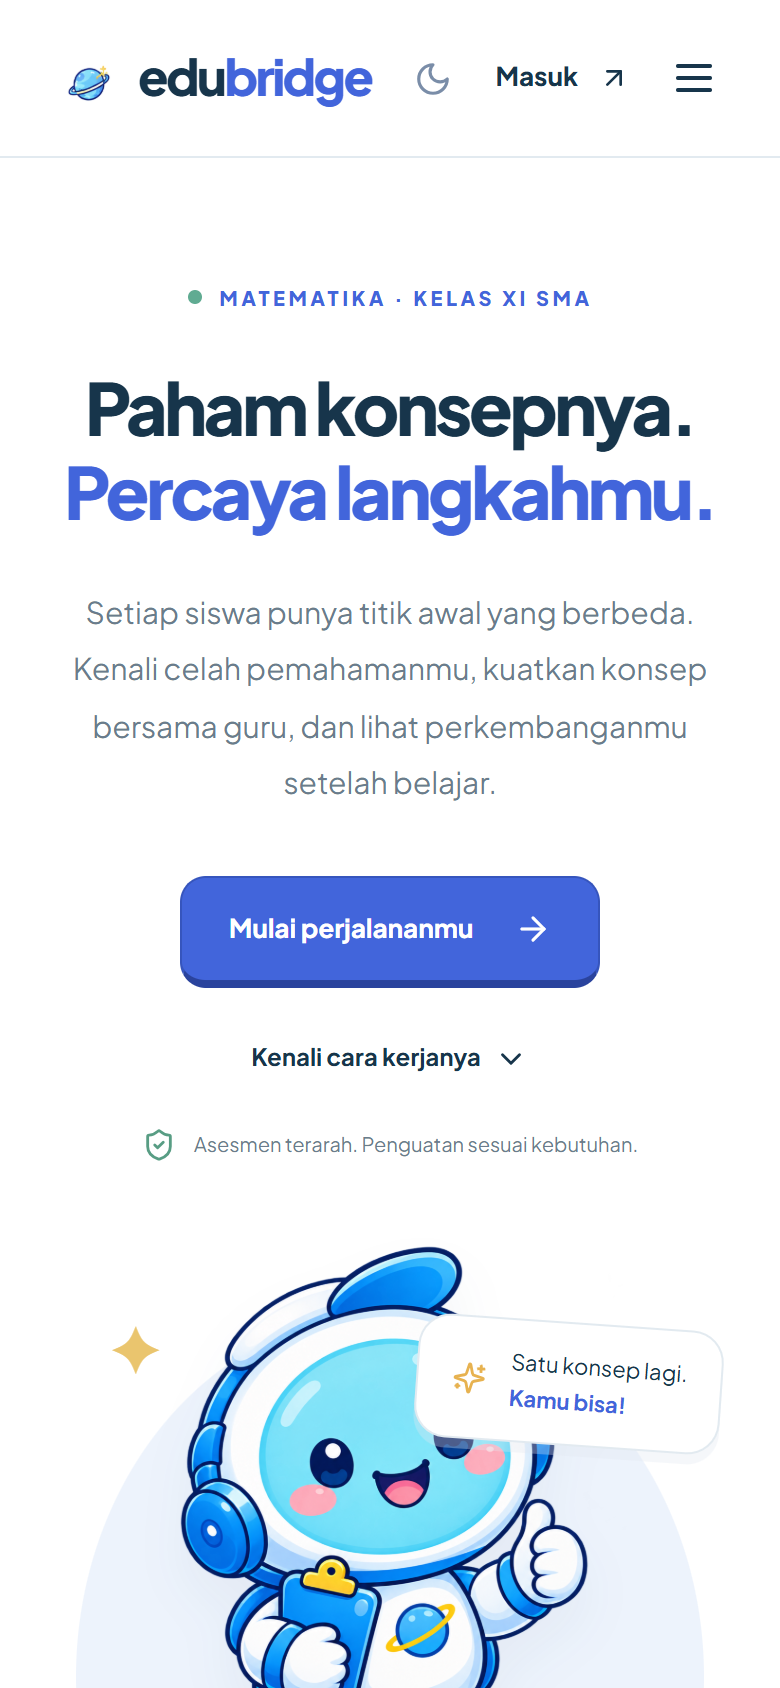 edubridge
Masuk
MATEMATIKA · KELAS XI SMA
Paham konsepnya.
Percaya langkahmu.
Setiap siswa punya titik awal yang berbeda.
Kenali celah pemahamanmu, kuatkan konsep
bersama guru, dan lihat perkembanganmu
setelah belajar.
Mulai perjalananmu
Kenali cara kerjanya
Asesmen terarah. Penguatan sesuai kebutuhan.
Satu konsep lagi.
Kamu bisa!